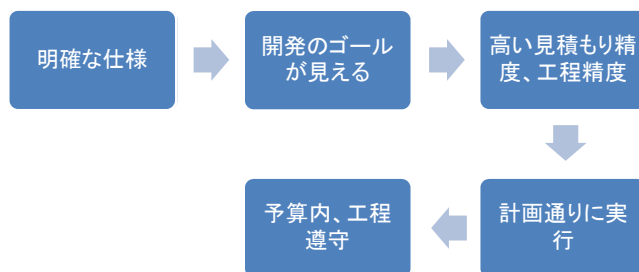 明確な仕様
開発のゴール
が見える
高い見積もり精
度、工程精度
計画通りに実
行
予算内、工程
遵守